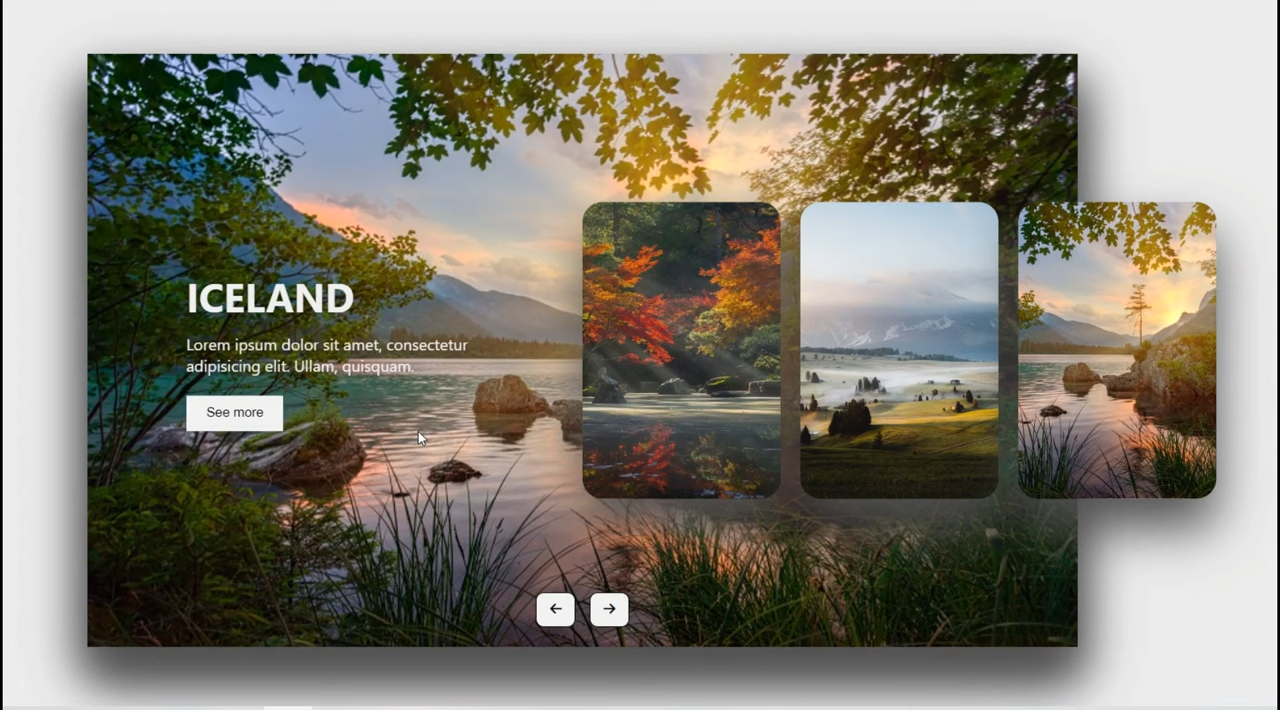 ICELAND
Lorem ipsum dolor sit amet, consectetur
adipisicing elit. Ullam, quisquam.
See more